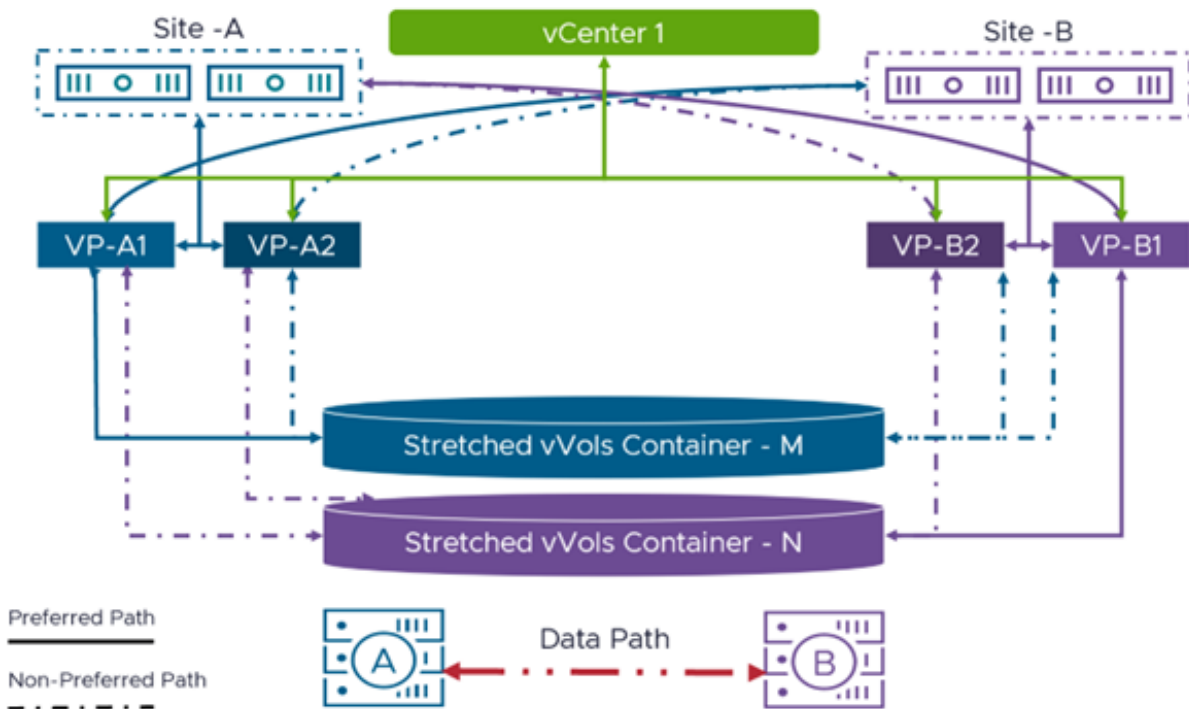 Site -A
vCenter 1
Site -B
VP-A1
VP-A2
VP-B2
VP-B1
Stretched vVols Container - M
Stretched vVols Container - N
Preferred Path
Non-Preferred Path
A
Data Path
B